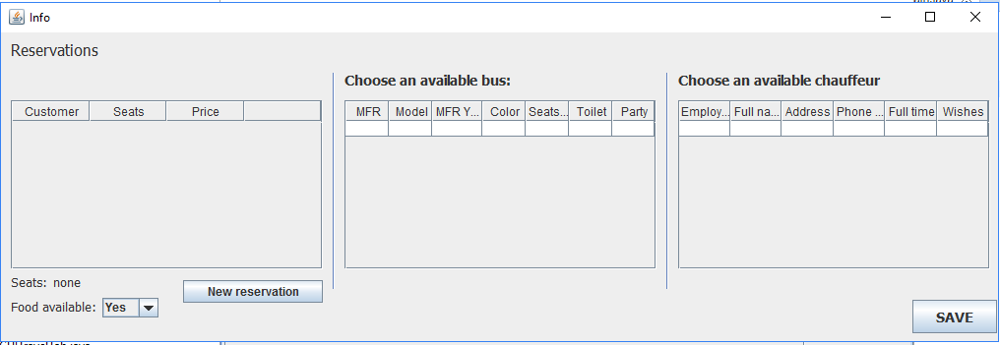 Info
Reservations
Choose an available bus:
Choose an available chauffeur
Customer Seats Price
MFR Model MFR Y... Color Seats... Toilet Party
Employ... Full na... Address Phone ... Full time Wishes
Seats: none
New reservation
Food available: Yes
SAVE